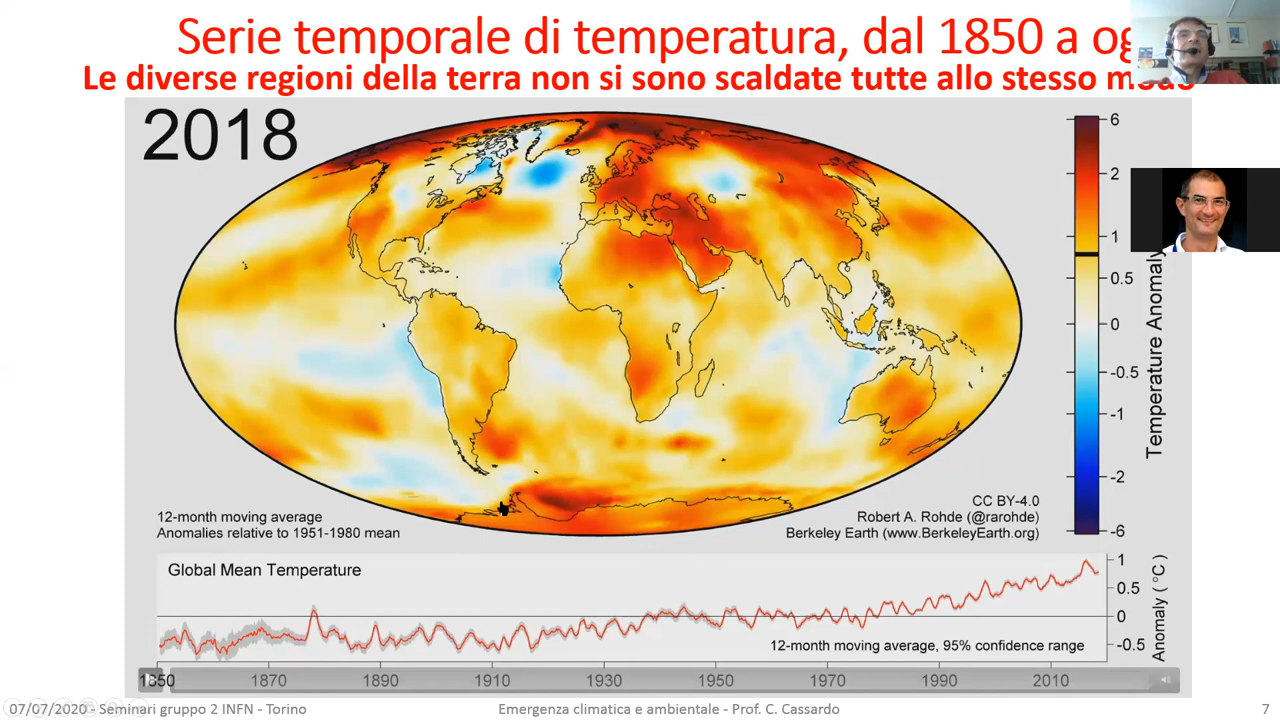 Serie temporale di temperatura, dal 1850 a
Le diverse regioni della terra non si sono scaldate tutte allo stesso modo
2018
6
2
1
0.5
0
-0.5
-1
-2
-6
Temperature Anomaly
12-month moving average
Anomalies relative to 1951-1980 mean
CC BY-4.0
Robert A. Rohde (@rarohde)
Berkeley Earth (www.BerkeleyEarth.org)
Global Mean Temperature
1
0.5
0
-0.5
Anomaly (°C)
12-month moving average, 95% confidence range
1850 1870 1890 1910 1930 1950 1970 1990 2010
07/07/2020 - Seminari gruppo 2 INFN - Torino
Emergenza climatica e ambientale - Prof. C. Cassardo
7